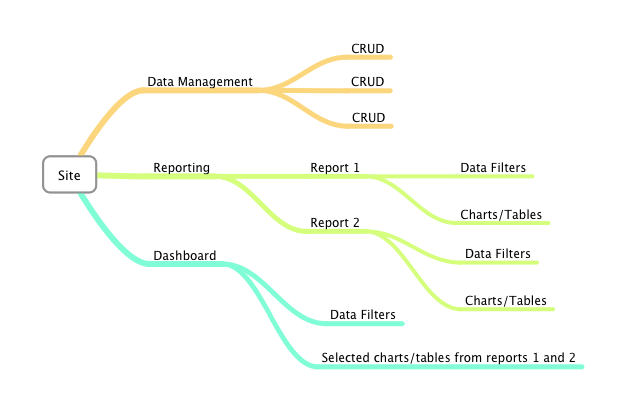 CRUD
Data Management
CRUD
CRUD
Site
Reporting
Report 1
Data Filters
Charts/Tables
Report 2
Data Filters
Dashboard
Charts/Tables
Data Filters
Selected charts/tables from reports 1 and 2